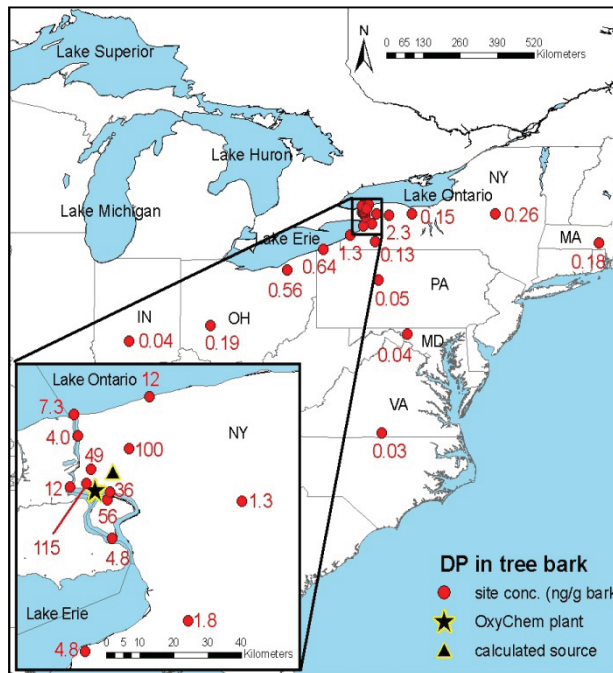 Lake Superior
N
0 65 130 260 390 520
Kilometers
Lake Huron
Lake Michigan
NY
Lake Ontario
0.15
0.26
2.3
MA
0.18
Lake Erie
1.3
0.13
0.64
0.56
0.05
PA
IN
OH
0.04
0.19
MD
0.04
VA
0.03
Lake Ontario
12
7.3
NY
4.0
100
49
12
36
1.3
56
115
4.8
Lake Erie
1.8
4.8
0 5 10 20 30 40
Kilometers
DP in tree bark
site conc. (ng/g bark
OxyChem plant
calculated source